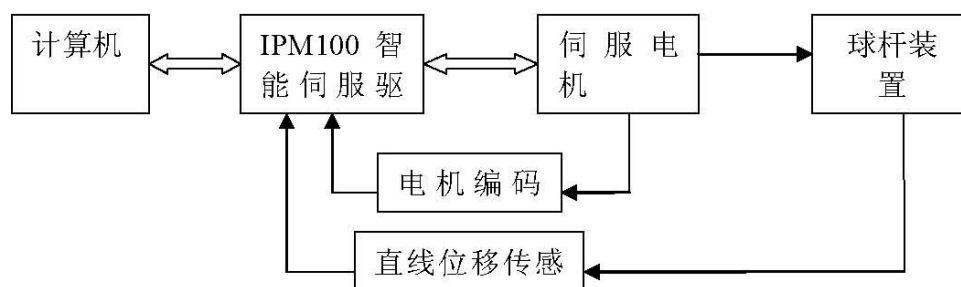 计算机
IPM100 智
能伺服驱
伺服电
机
球杆装
置
电机编码
直线位移传感